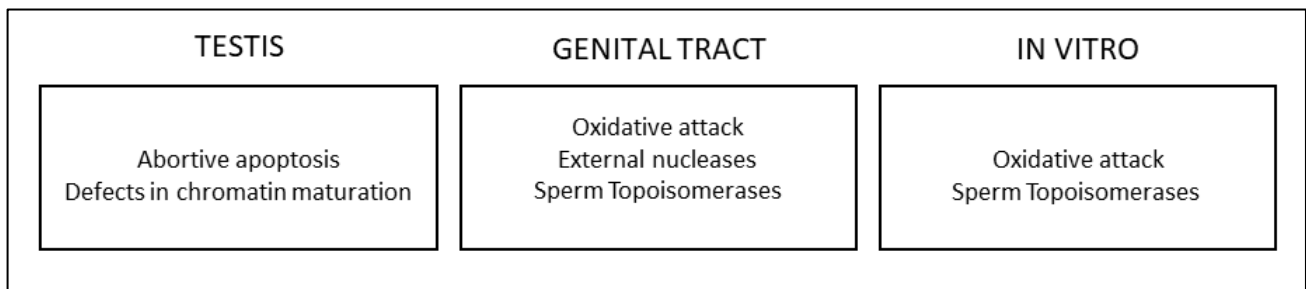 TESTIS
Abortive apoptosis
Defects in chromatin maturation
GENITAL TRACT
Oxidative attack
External nucleases
Sperm Topoisomerases
IN VITRO
Oxidative attack
Sperm Topoisomerases